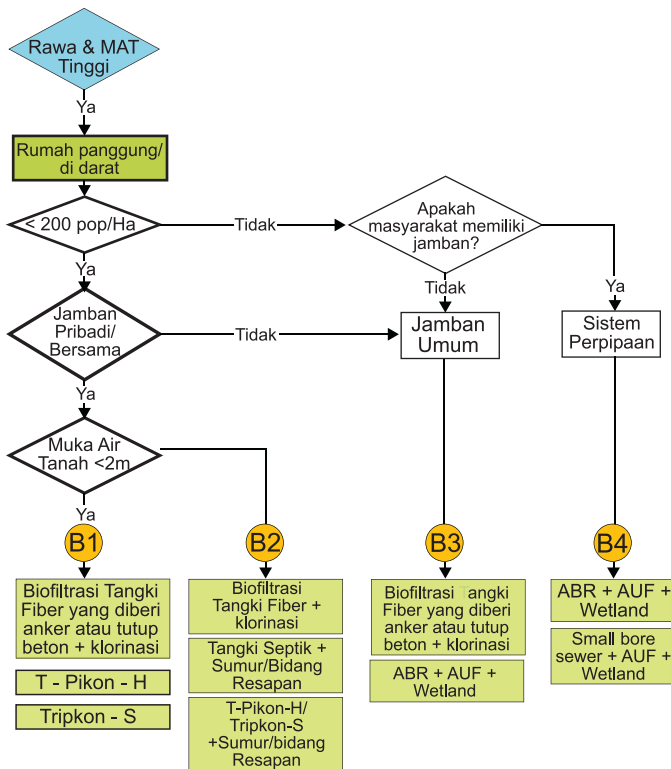 Rawa & MAT
Tinggi
Ya
Rumah panggung/
di darat
< 200 pop/Ha
Tidak
Apakah
masyarakat memiliki
jamban?
Ya
Tidak
Ya
Jamban
Pribadi/
Bersama
Tidak
Jamban
Umum
Sistem
Perpipaan
Ya
Muka Air
Tanah <2m
Ya
B1
B2
B3
B4
Biofiltrasi Tangki
Fiber yang diberi
anker atau tutup
beton + klorinasi
T - Pikon - H
Tripkon - S
Biofiltrasi
Tangki Fiber +
klorinasi
Tangki Septik +
Sumur/Bidang
Resapan
T-Pikon-H/
Tripkon-S
+Sumur/bidang
Resapan
Biofiltrasi Tangki
Fiber yang diberi
anker atau tutup
beton + klorinasi
ABR + AUF +
Wetland
ABR + AUF +
Wetland
Small bore
sewer + AUF +
Wetland